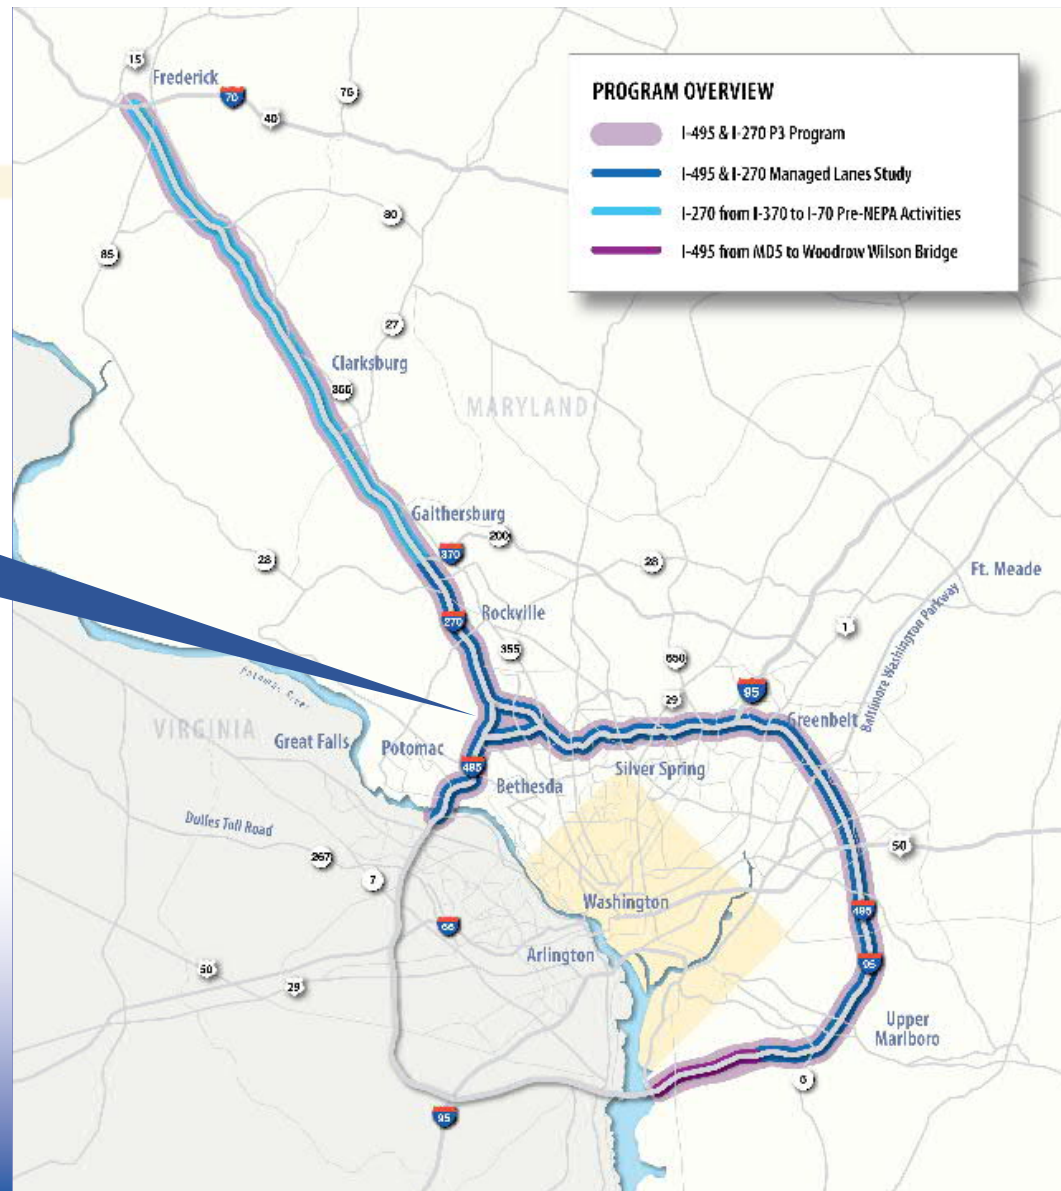 PROGRAM OVERVIEW
I-495 & I-270 P3 Program
I-495 & I-270 Managed Lanes Study
I-270 from I-370 to I-70 Pre-NEPA Activities
I-495 from MD5 to Woodrow Wilson Bridge
15
Frederick
70
76
40
80
85
27
Clarksburg
355
MARYLAND
Gaithersburg
200
370
28
28
Ft. Meade
Rockville
270
Baltimore Washington Parkway
1
355
650
Potomac River
29
95
VIRGINIA
Great Falls
Potomac
Greenbelt
495
Silver Spring
Bethesda
Dulles Toll Road
267
7
50
Washington
495
66
Arlington
95
50
29
Upper
Marlboro
5
95